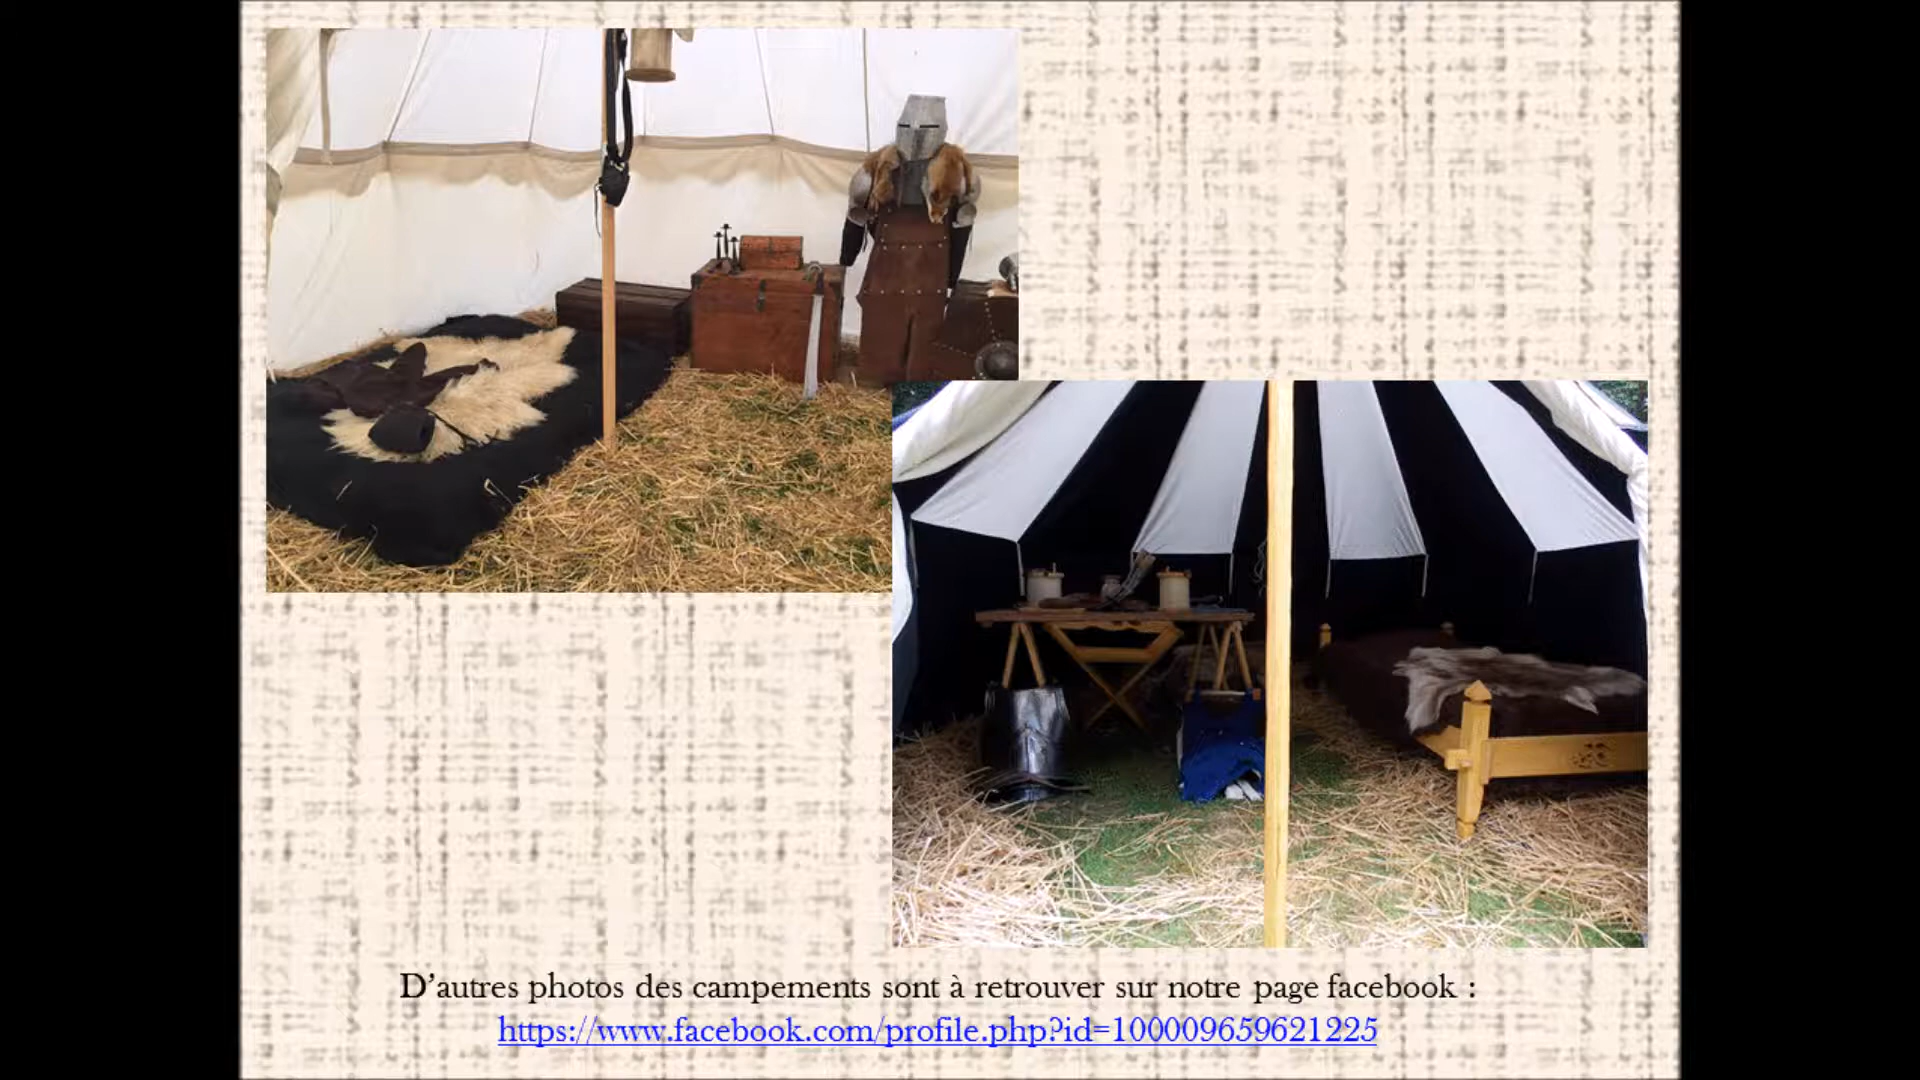 D’autres photos des campements sont à retrouver sur notre page facebook :
https://www.facebook.com/profile.php?id=100009659621225